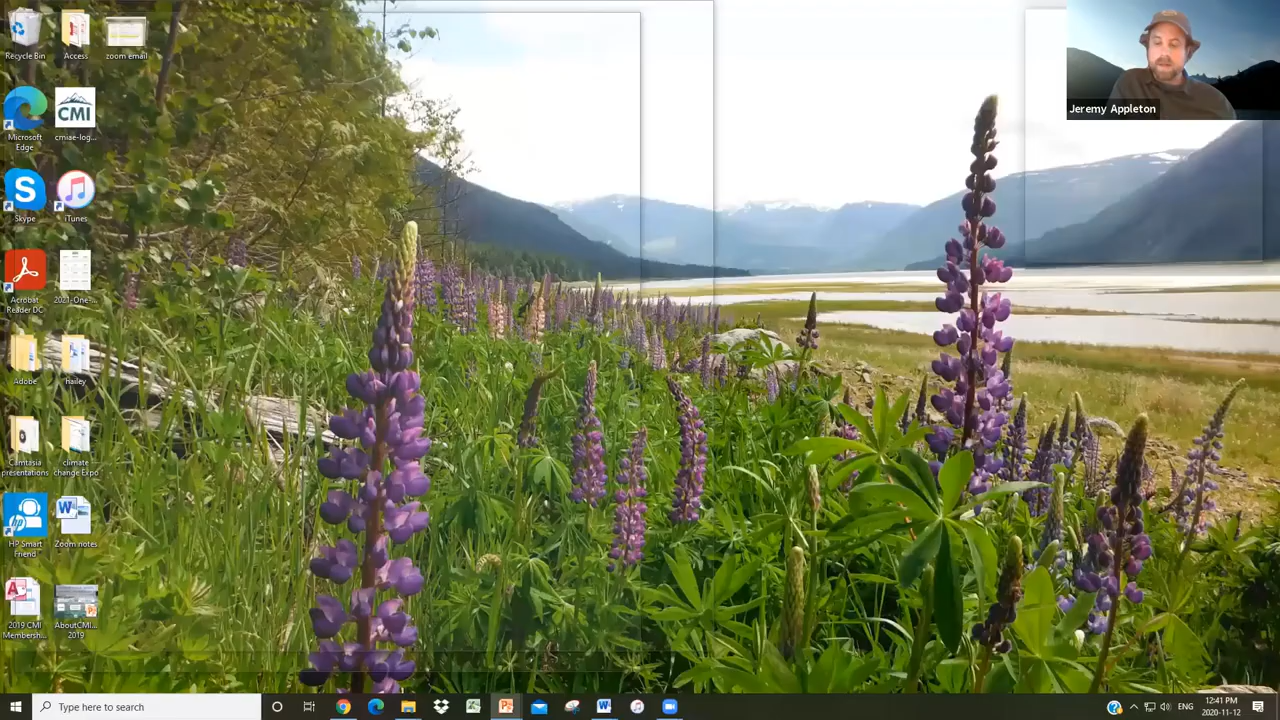 Recycle Bin
Access
zoom email
Jeremy Appleton
Microsoft
Edge
CMI
cmiae-log...
S
Skype
iTunes
Acrobat
Reader DC
2021-One-...
Adobe
hailey
Camtasia
presentations
climate
change Expo
hp
HP Smart
Friend
W
Zoom notes
A
2019 CMI
Membershi...
AboutCMI...
2019
Type here to search
ENG
12:41 PM
2020-11-12